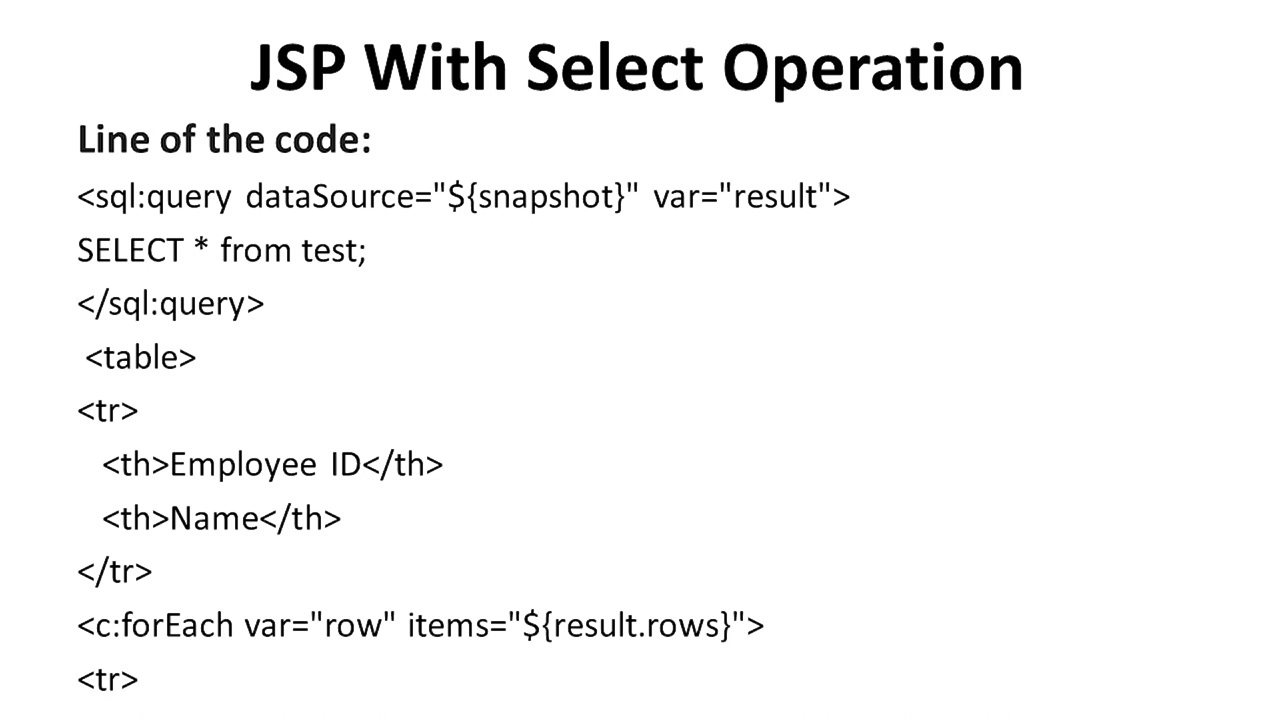 JSP With Select Operation
Line of the code:
<sql:query dataSource="${snapshot}" var="result">
SELECT * from test;
</sql:query>
<table>
<tr>
<th>Employee ID</th>
<th>Name</th>
</tr>
<c:forEach var="row" items="${result.rows}">
<tr>